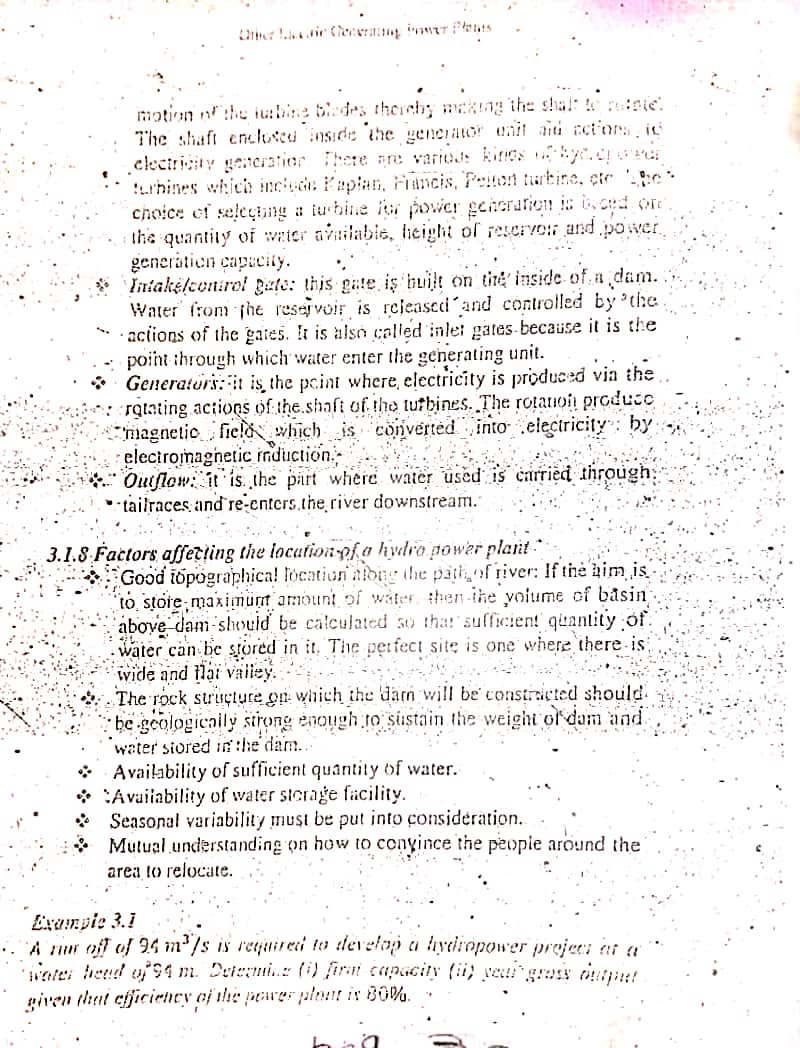 Other Electric Generating Power Plants
motion of the turbine blades thereby making the shaft to rotate.
The shaft enclosed inside the generator unit aid actions to
electricity generation. There are various kinds of hydropower
turbines which include Kaplan, Francis, Pelton turbine, etc. The
choice of selecting a turbine for power generation is based on
the quantity of water available, height of reservoir and power
generation capacity.
❖ Intake/control gate: this gate is built on the inside of a dam.
Water from the reservoir is released and controlled by the
actions of the gates. It is also called inlet gates because it is the
point through which water enter the generating unit.
❖ Generators: it is the point where electricity is produced via the
rotating actions of the shaft of the turbines. The rotation produce
magnetic field which is converted into electricity by
electromagnetic induction.
❖ Outflow: it is the part where water used is carried through
tailraces and re-enters the river downstream.
3.1.8 Factors affecting the location of a hydro power plant
❖ Good topographical location along the path of river: If the aim is
to store maximum amount of water then the volume of basin
above dam should be calculated so that sufficient quantity of
water can be stored in it. The perfect site is one where there is
wide and flat valley.
❖ The rock structure on which the dam will be constructed should
be geologically strong enough to sustain the weight of dam and
water stored in the dam.
❖ Availability of sufficient quantity of water.
❖ Availability of water storage facility.
❖ Seasonal variability must be put into consideration.
❖ Mutual understanding on how to convince the people around the
area to relocate.
Example 3.1
A run off of 94 m³/s is required to develop a hydropower project at a
water head of 94 m. Determine (i) firm capacity (ii) year gross output
given that efficiency of the power plant is 80%.